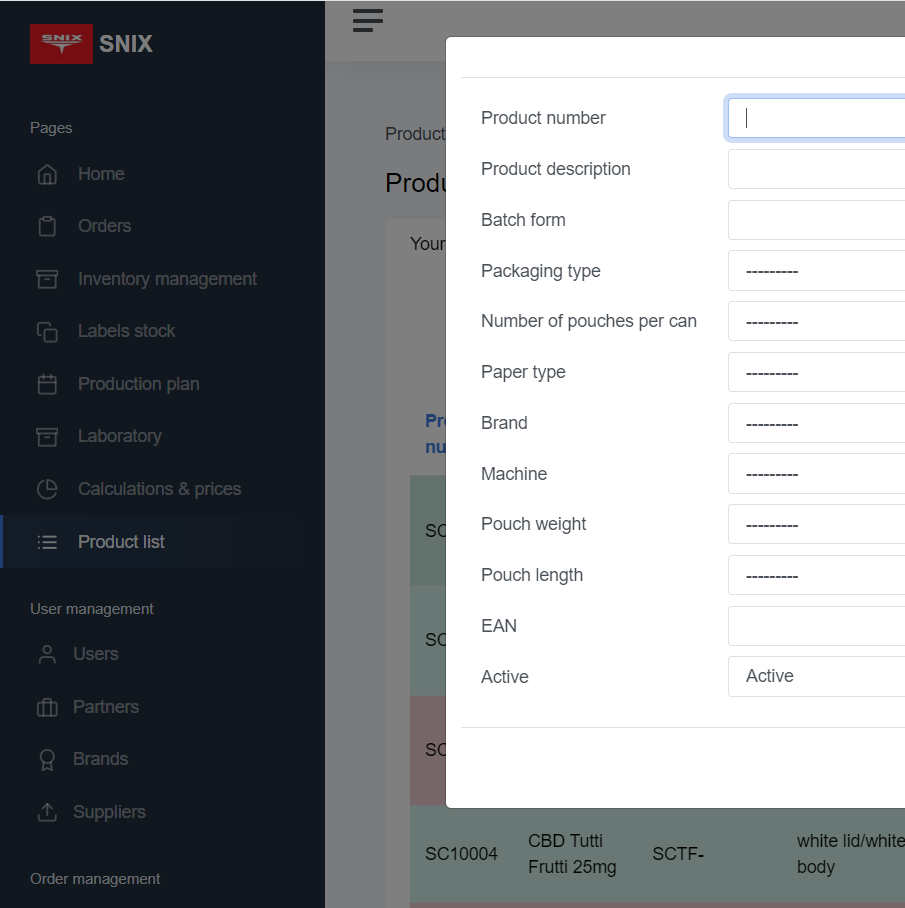 SNIX
SNIX
Pages
Home
Orders
Inventory management
Labels stock
Production plan
Laboratory
Calculations & prices
Product list
User management
Users
Partners
Brands
Suppliers
Order management
Product
Produ
Your
Pro
nu
SC
SC
SC
SC10004
CBD Tutti
Frutti 25mg
SCTF-
white lid/white
body
Product number
Product description
Batch form
Packaging type
---------
Number of pouches per can
---------
Paper type
---------
Brand
---------
Machine
---------
Pouch weight
---------
Pouch length
---------
EAN
Active
Active